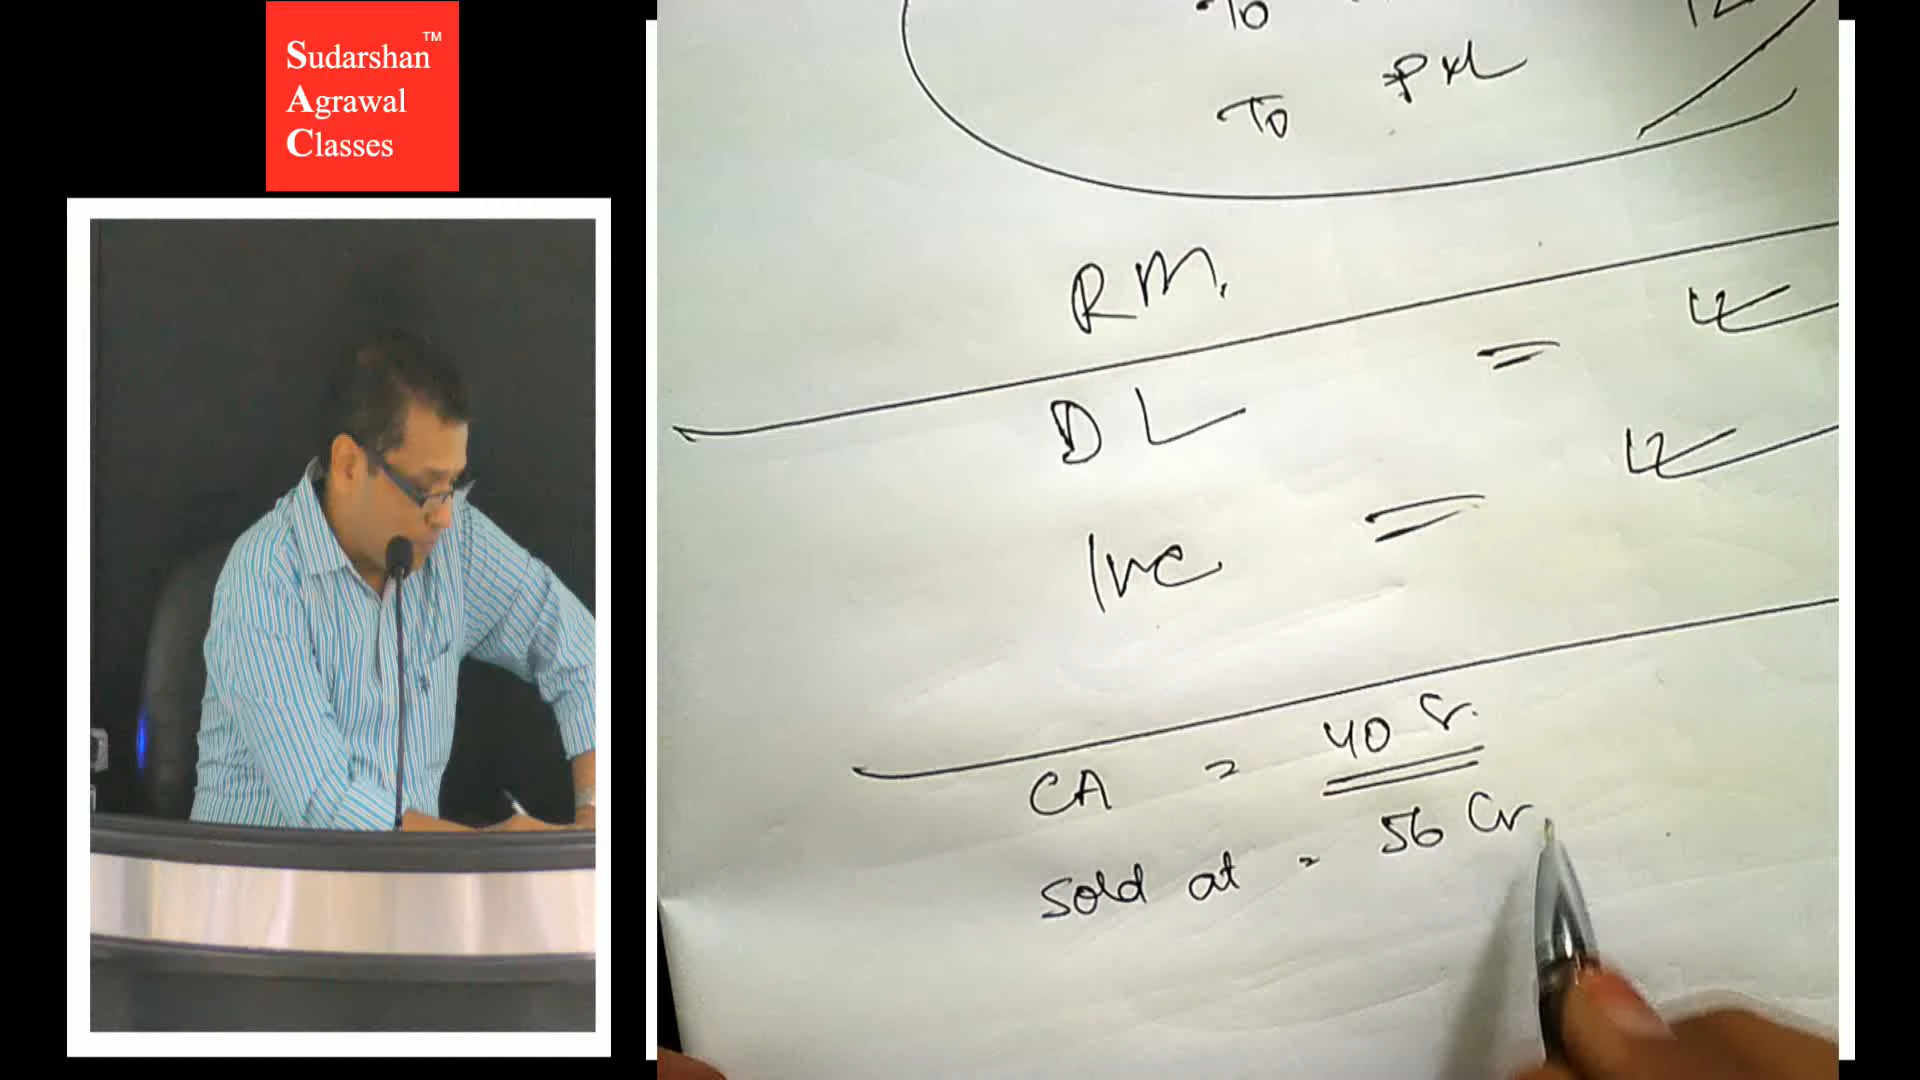 Sudarshan™
Agrawal
Classes
To
To P&L
RM.
DL =
Inc =
CA = 40 Cr.
Sold at = 56 Cr